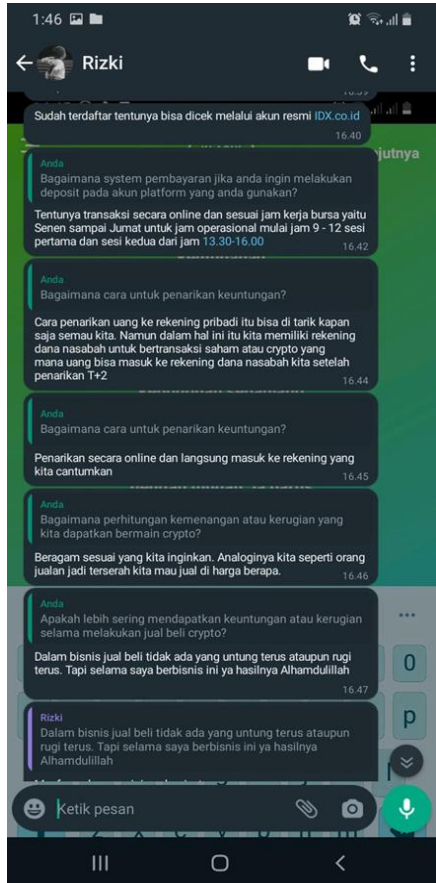 1:46
Rizki
16.39
Sudah terdaftar tentunya bisa dicek melalui akun resmi IDX.co.id
16.40
jutnya
Anda
Bagaimana system pembayaran jika anda ingin melakukan
deposit pada akun platform yang anda gunakan?
Tentunya transaksi secara online dan sesuai jam kerja bursa yaitu
Senen sampai Jumat untuk jam operasional mulai jam 9 - 12 sesi
pertama dan sesi kedua dari jam 13.30-16.00
16.42
Anda
Bagaimana cara untuk penarikan keuntungan?
Cara penarikan uang ke rekening pribadi itu bisa di tarik kapan
saja semau kita. Namun dalam hal ini itu kita memiliki rekening
dana nasabah untuk bertransaksi saham atau crypto yang
mana uang bisa masuk ke rekening dana nasabah kita setelah
penarikan T+2
16.44
Anda
Bagaimana cara untuk penarikan keuntungan?
Penarikan secara online dan langsung masuk ke rekening yang
kita cantumkan
16.45
Anda
Bagaimana perhitungan kemenangan atau kerugian yang
kita dapatkan bermain crypto?
Beragam sesuai yang kita inginkan. Analoginya kita seperti orang
jualan jadi terserah kita mau jual di harga berapa.
16.46
Anda
Apakah lebih sering mendapatkan keuntungan atau kerugian
selama melakukan jual beli crypto?
Dalam bisnis jual beli tidak ada yang untung terus ataupun rugi
terus. Tapi selama saya berbisnis ini ya hasilnya Alhamdulillah
16.47
0
Rizki
Dalam bisnis jual beli tidak ada yang untung terus ataupun
rugi terus. Tapi selama saya berbisnis ini ya hasilnya
Alhamdulillah
p
Ketik pesan